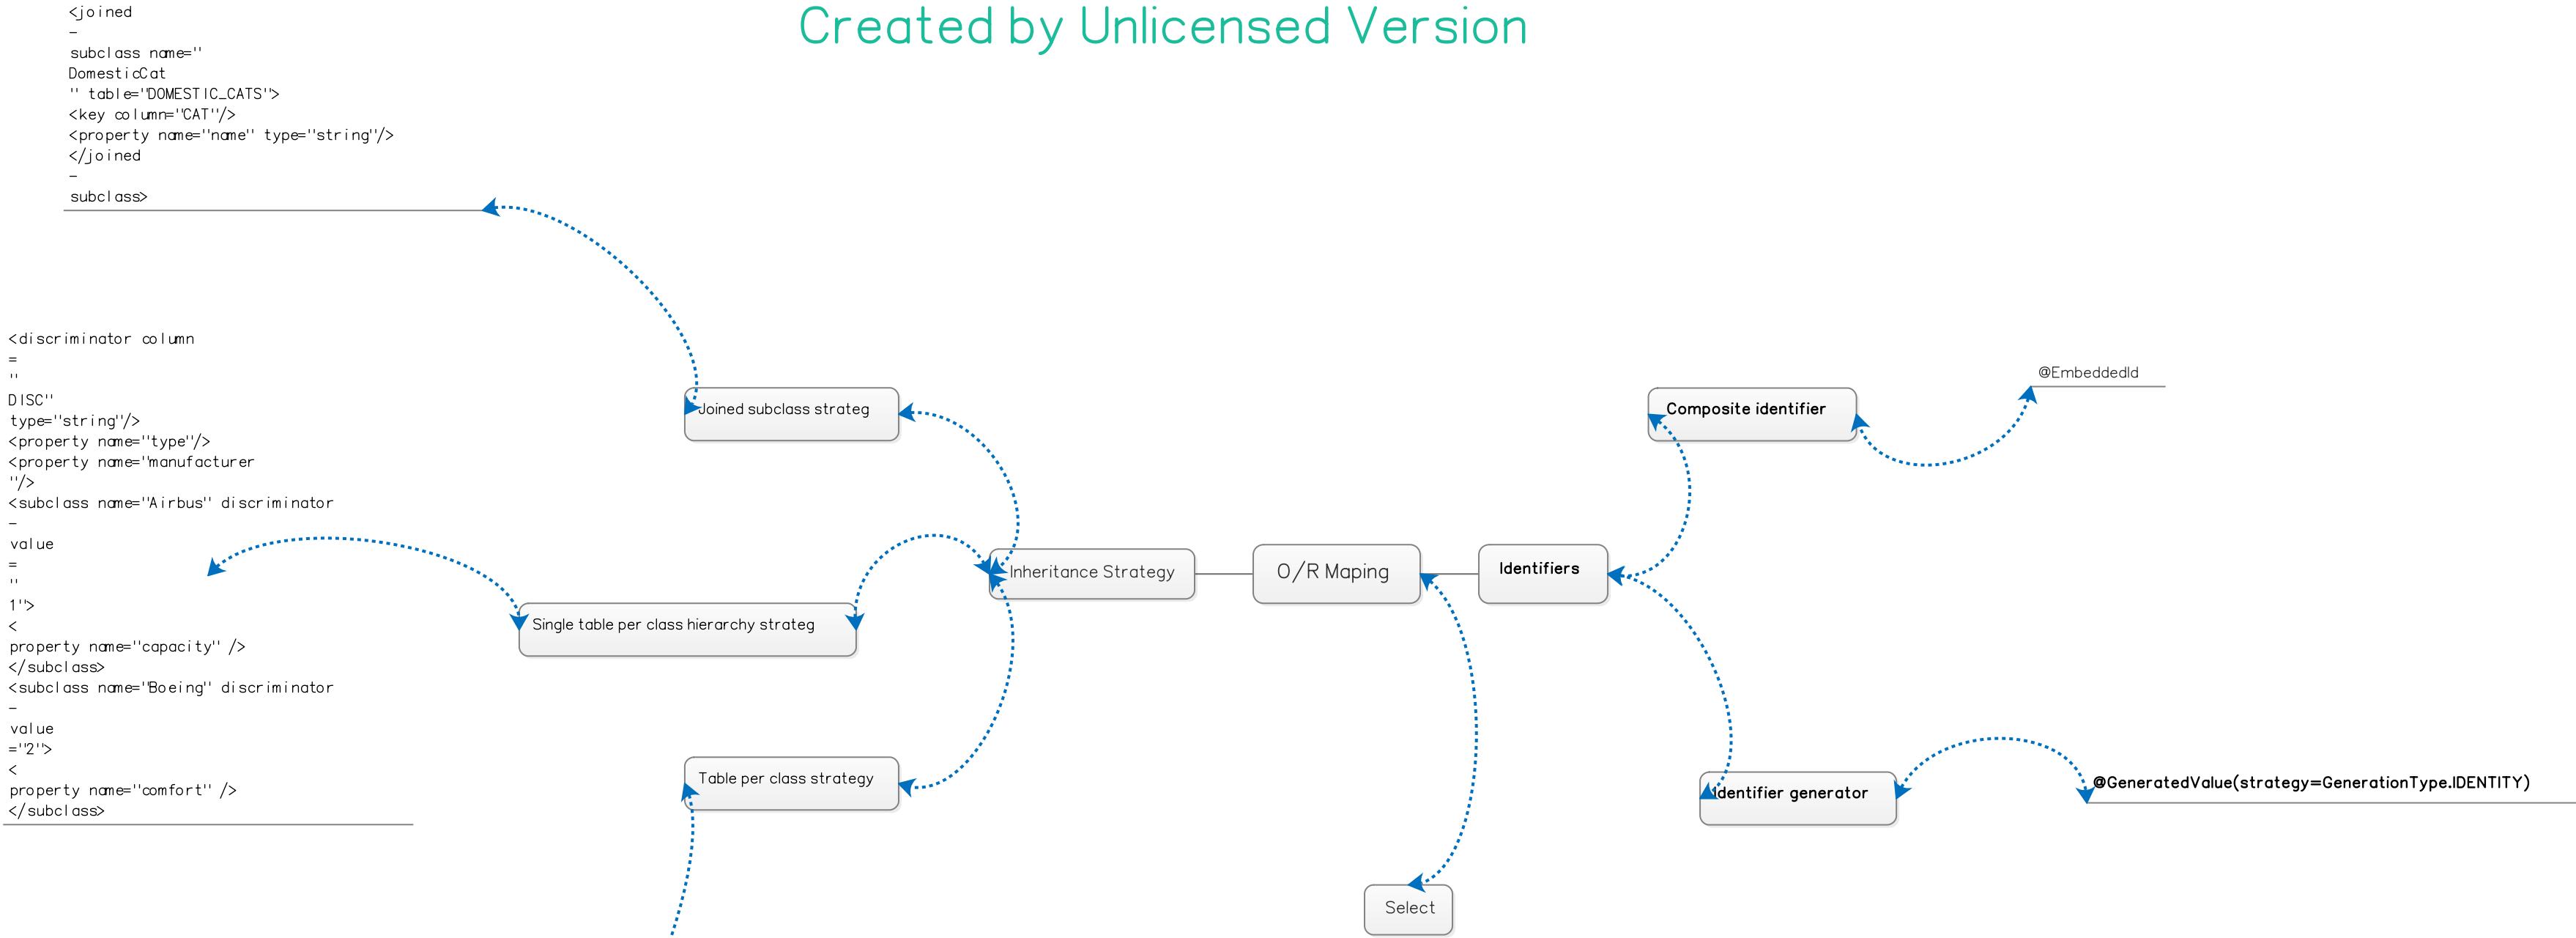 Created by Unlicensed Version
<joined
-
subclass name="
DomesticCat
" table="DOMESTIC_CATS">
<key column="CAT"/>
<property name="name" type="string"/>
</joined
-
subclass>
<discriminator column
=
"
DISC"
type="string"/>
<property name="type"/>
<property name="manufacturer
"/>
<subclass name="Airbus" discriminator
-
value
=
"
1">
<
property name="capacity" />
</subclass>
<subclass name="Boeing" discriminator
-
value
="2">
<
property name="comfort" />
</subclass>
Joined subclass strateg
Single table per class hierarchy strateg
Table per class strategy
Inheritance Strategy
O/R Maping
Identifiers
Select
Composite identifier
@EmbeddedId
Identifier generator
@GeneratedValue(strategy=GenerationType.IDENTITY)